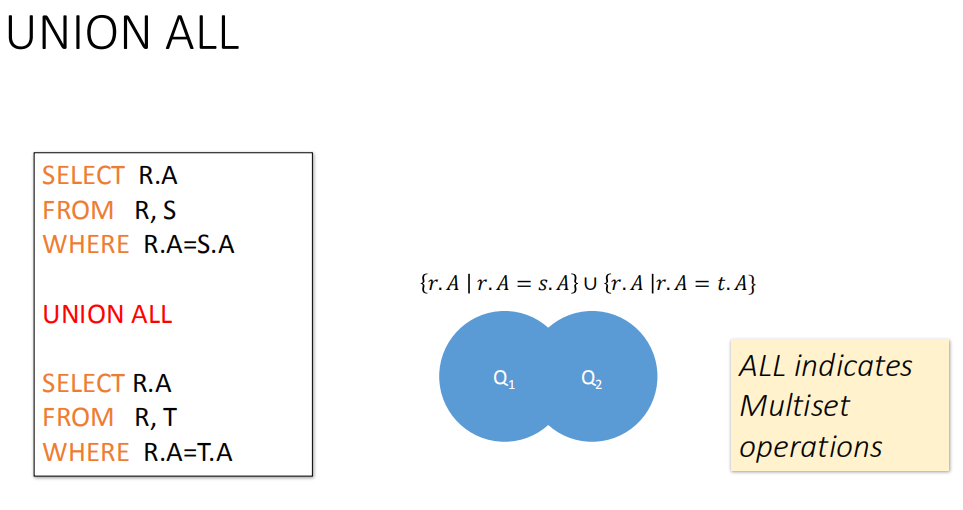 UNION ALL
SELECT R.A
FROM R, S
WHERE R.A=S.A
UNION ALL
SELECT R.A
FROM R, T
WHERE R.A=T.A
{r.A | r.A = s.A} ∪ {r.A |r.A = t.A}
Q₁ Q₂
ALL indicates
Multiset
operations